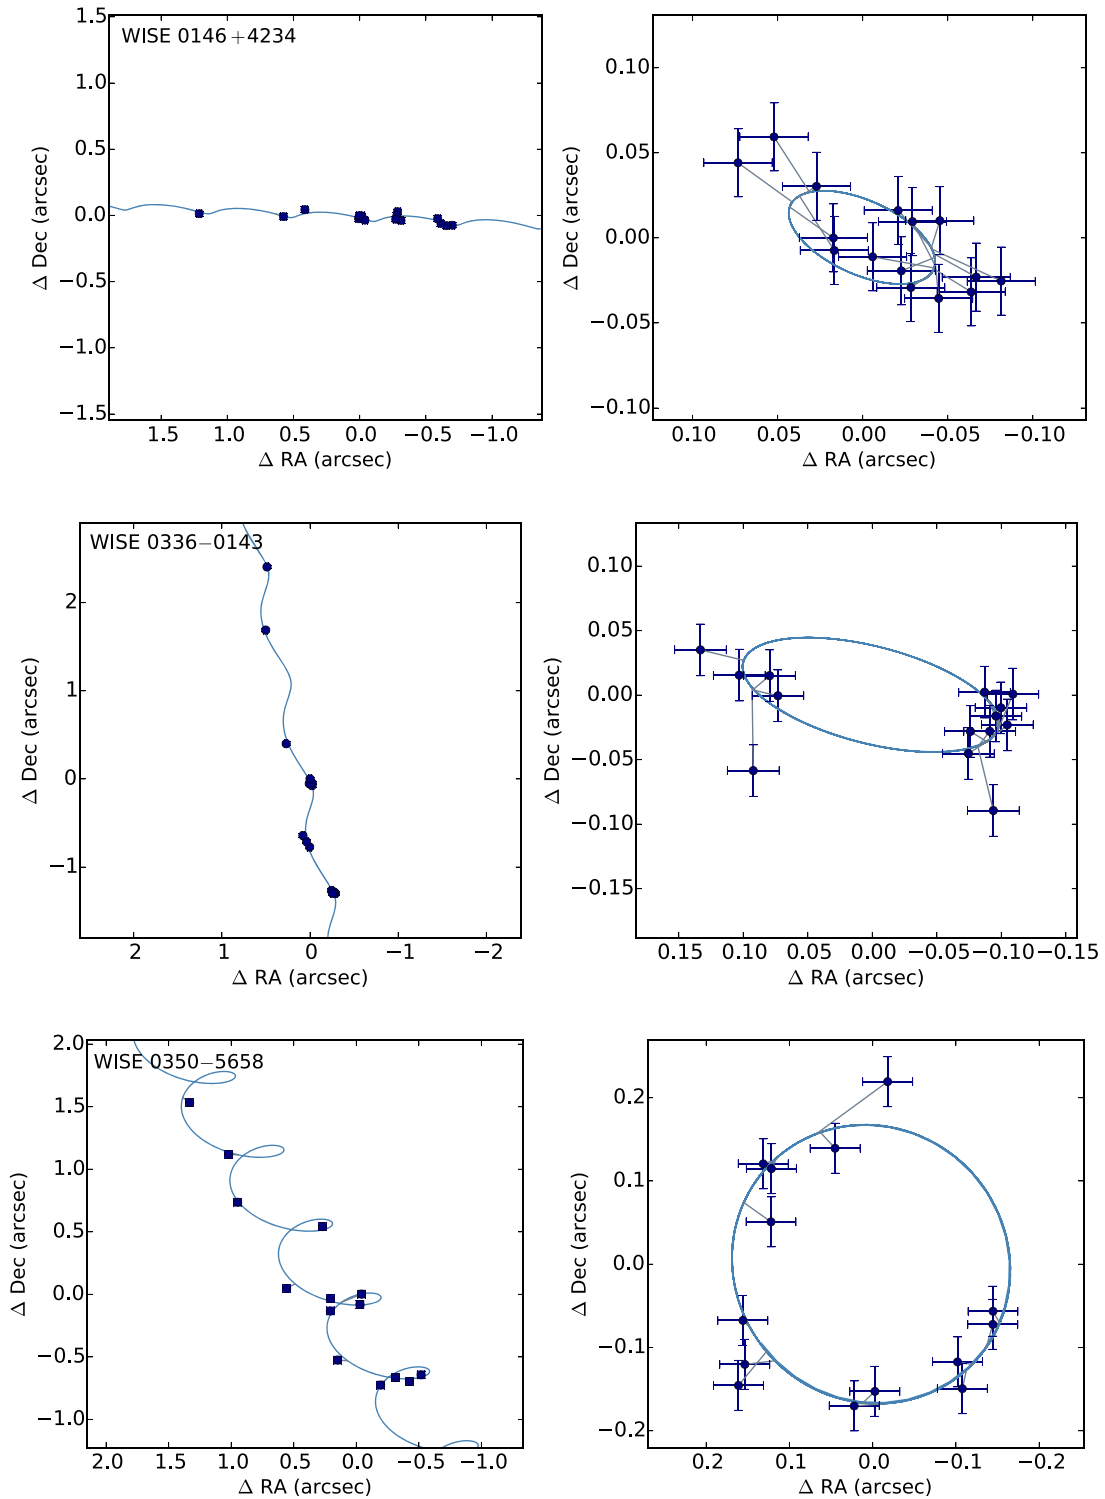 WISE 0146+4234
1.5
1.0
0.5
0.0
−0.5
−1.0
−1.5
Δ Dec (arcsec)
1.5 1.0 0.5 0.0 −0.5 −1.0
Δ RA (arcsec)
0.10
0.05
0.00
−0.05
−0.10
Δ Dec (arcsec)
0.10 0.05 0.00 −0.05 −0.10
Δ RA (arcsec)
WISE 0336−0143
2
1
0
−1
Δ Dec (arcsec)
2 1 0 −1 −2
Δ RA (arcsec)
0.10
0.05
0.00
−0.05
−0.10
−0.15
Δ Dec (arcsec)
0.15 0.10 0.05 0.00 −0.05 −0.10 −0.15
Δ RA (arcsec)
2.0
WISE 0350−5658
1.5
1.0
0.5
0.0
−0.5
−1.0
Δ Dec (arcsec)
2.0 1.5 1.0 0.5 0.0 −0.5 −1.0
Δ RA (arcsec)
0.2
0.1
0.0
−0.1
−0.2
Δ Dec (arcsec)
0.2 0.1 0.0 −0.1 −0.2
Δ RA (arcsec)